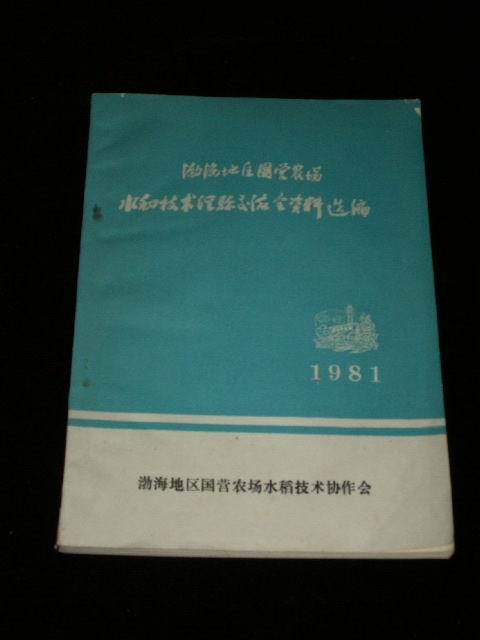 渤海地区国营农场
水稻技术经验交流会资料选编
1981
渤海地区国营农场水稻技术协作会